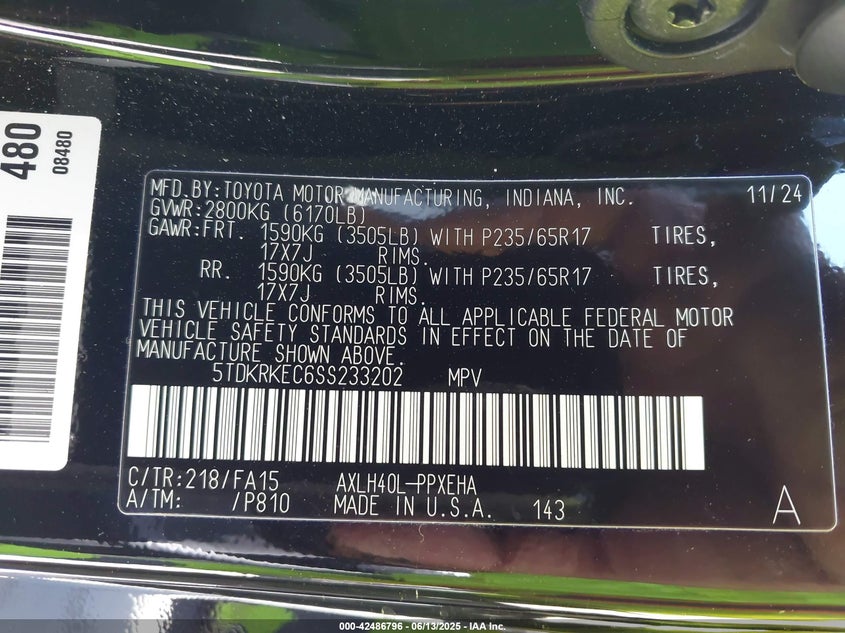 480
08480
MFD.BY:TOYOTA MOTOR MANUFACTURING, INDIANA, INC. 11/24
GVWR:2800KG (6170LB)
GAWR:FRT. 1590KG (3505LB) WITH P235/65R17 TIRES,
17X7J RIMS.
RR. 1590KG (3505LB) WITH P235/65R17 TIRES,
17X7J RIMS.
THIS VEHICLE CONFORMS TO ALL APPLICABLE FEDERAL MOTOR
VEHICLE SAFETY STANDARDS IN EFFECT ON THE DATE OF
MANUFACTURE SHOWN ABOVE.
5TDKRKEC6SS233202 MPV
C/TR:218/FA15 AXLH40L-PPXEHA
A/TM: /P810 MADE IN U.S.A. 143 A
000-42486796 - 06/13/2025 - IAA Inc.